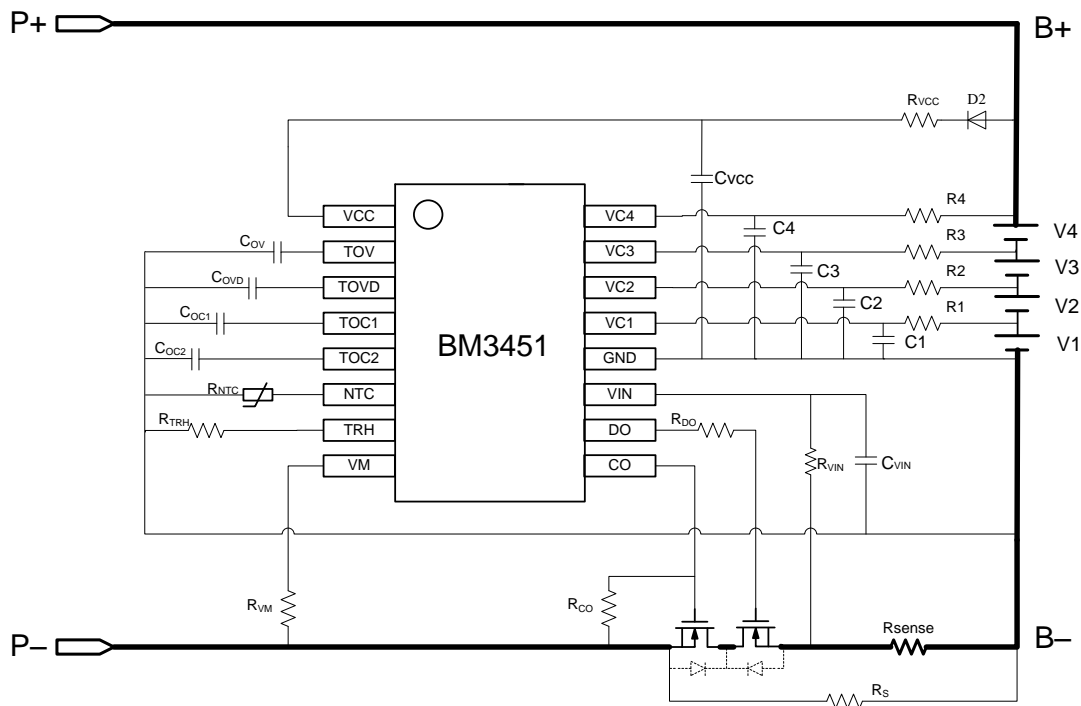 P+
B+
RVCC
D2
CVCC
R4
VCC
VC4
C4
V4
COV
TOV
VC3
R3
C3
V3
COVD
TOVD
VC2
R2
C2
V2
COC1
TOC1
VC1
R1
C1
V1
BM3451
COC2
TOC2
GND
RNTC
NTC
VIN
RTRH
TRH
DO
RDO
VM
CO
RVIN
CVIN
RVM
RCO
Rsense
P–
B–
RS